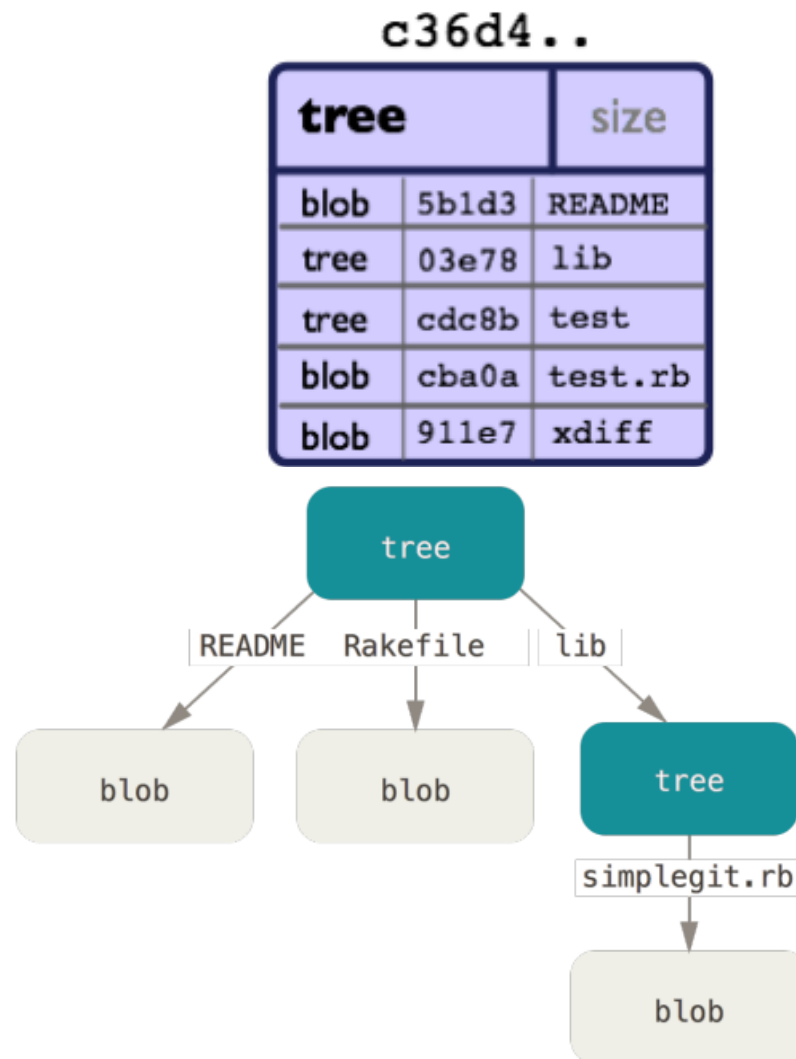 c36d4..
tree size
blob 5b1d3 README
tree 03e78 lib
tree cdc8b test
blob cba0a test.rb
blob 911e7 xdiff
tree
README Rakefile lib
blob blob tree
simplegit.rb
blob